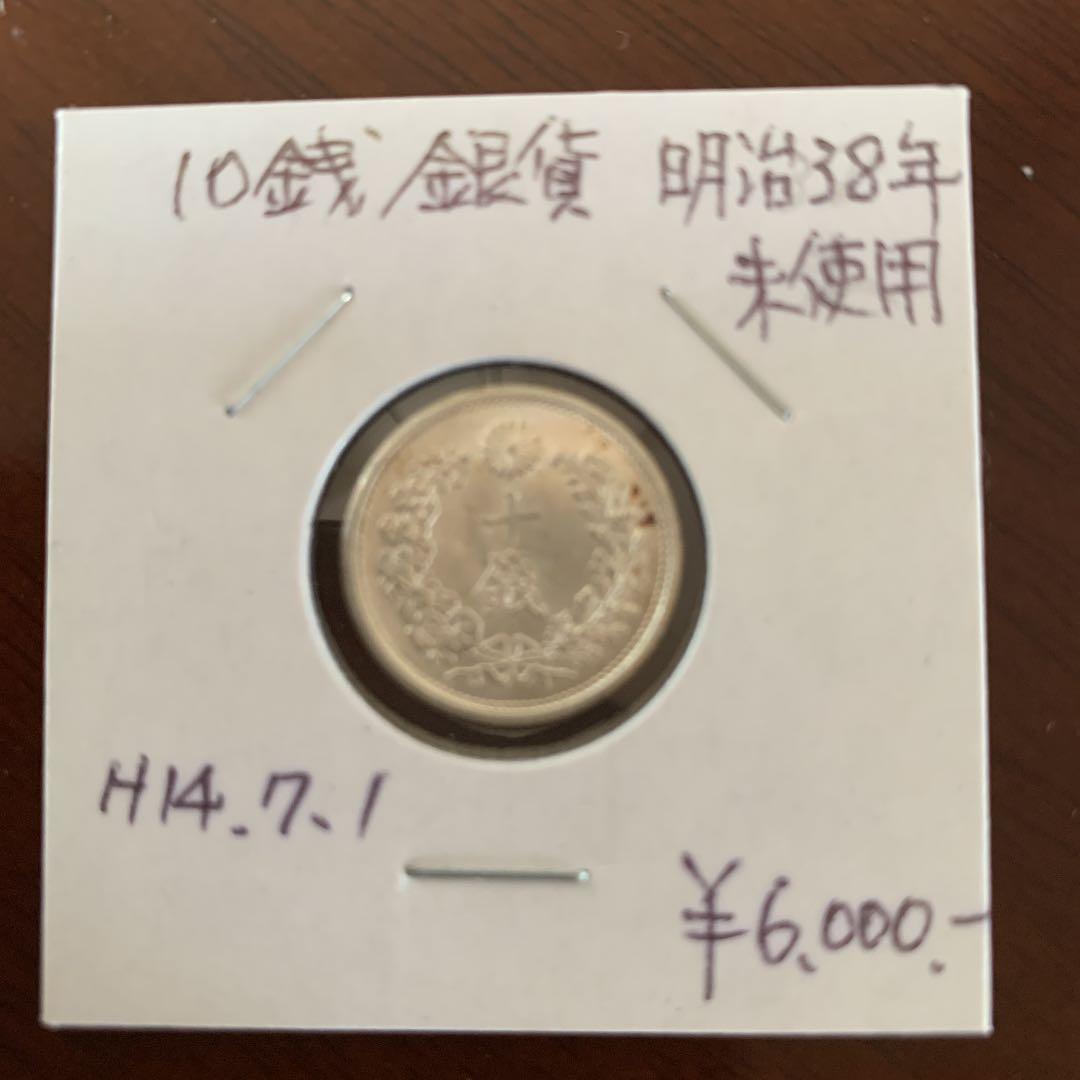 10銭銀貨 明治38年
未使用
十
銭
H14.7.1
¥6,000.-